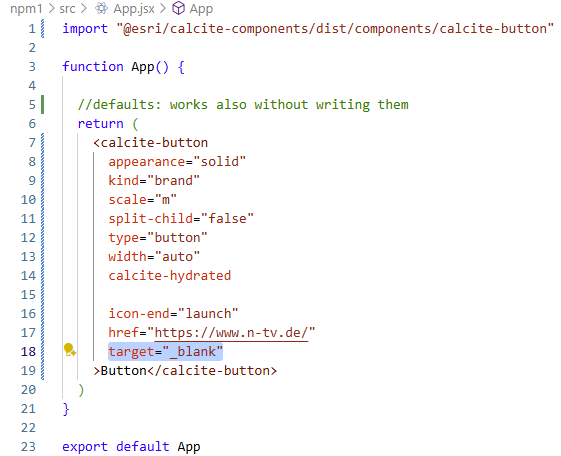 npm1 > src > App.jsx > App
1 import "@esri/calcite-components/dist/components/calcite-button"
2
3 function App() {
4
5 //defaults: works also without writing them
6 return (
7 <calcite-button
8 appearance="solid"
9 kind="brand"
10 scale="m"
11 split-child="false"
12 type="button"
13 width="auto"
14 calcite-hydrated
15
16 icon-end="launch"
17 href="https://www.n-tv.de/"
18 target="_blank"
19 >Button</calcite-button>
20 )
21 }
22
23 export default App